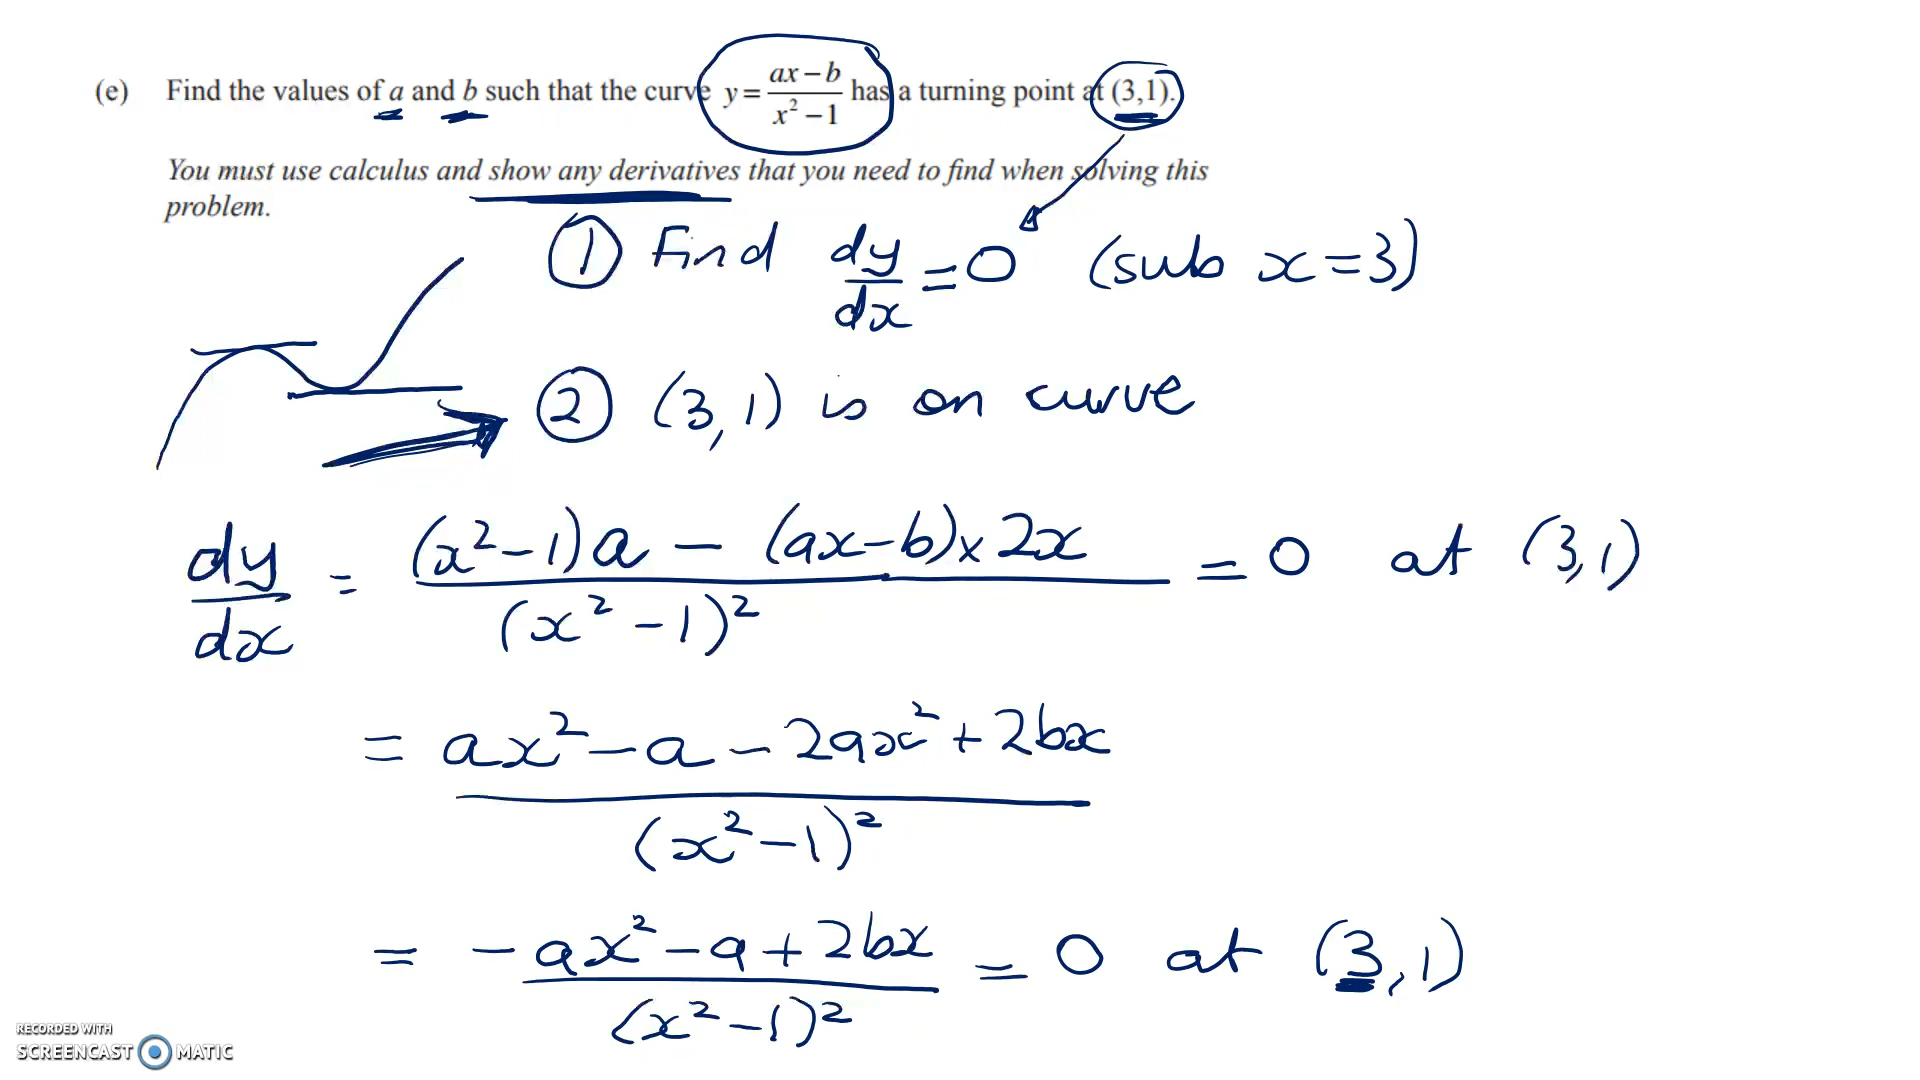 (e) Find the values of a and b such that the curve y = (ax − b)/(x² − 1) has a turning point at (3,1).
You must use calculus and show any derivatives that you need to find when solving this
problem.
① Find dy/dx = 0 (sub x = 3)
② (3, 1) is on curve
dy/dx = ((x² − 1)a − (ax − b) × 2x)/(x² − 1)² = 0 at (3, 1)
= (ax² − a − 2ax² + 2bx)/(x² − 1)²
= (−ax² − a + 2bx)/(x² − 1)² = 0 at (3, 1)
RECORDED WITH
SCREENCAST MATIC